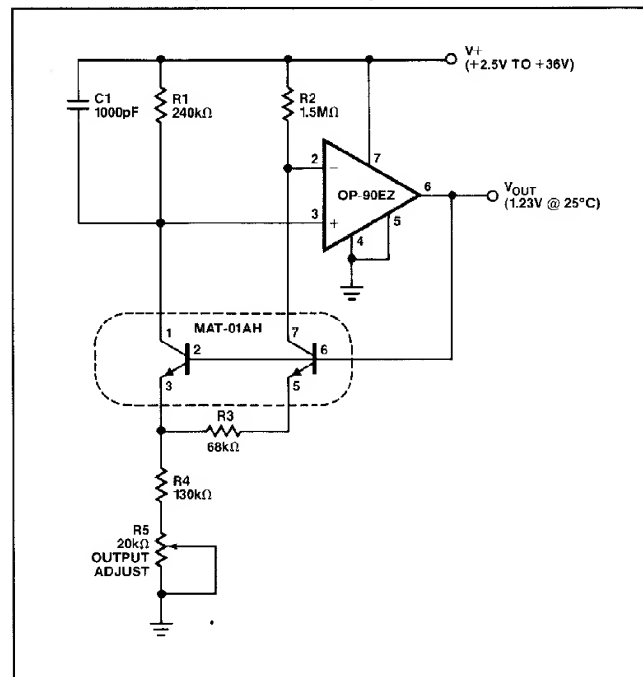 V+
(+2.5V TO +36V)
C1
1000pF
R1
240kΩ
R2
1.5MΩ
2
−
7
OP-90EZ
6
VOUT
(1.23V @ 25°C)
3
+
4
5
MAT-01AH
1
2
3
7
6
5
R3
68kΩ
R4
130kΩ
R5
20kΩ
OUTPUT
ADJUST